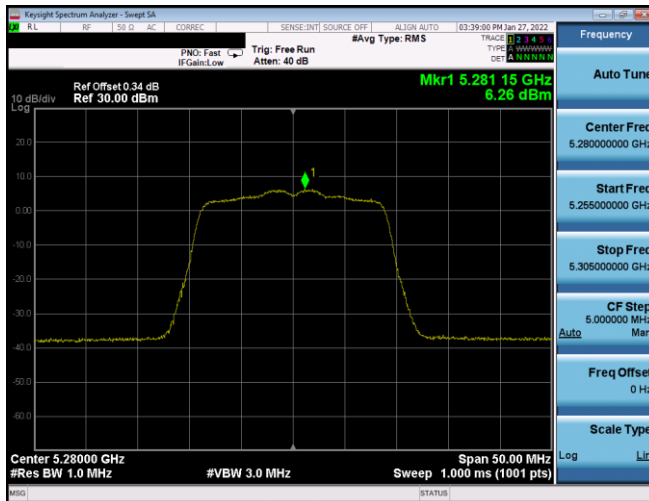 Keysight Spectrum Analyzer - Swept SA
RL RF 50 Ω AC CORREC SENSE:INT SOURCE OFF ALIGN AUTO 03:39:00 PM Jan 27, 2022
#Avg Type: RMS
TRACE 1 2 3 4 5 6
TYPE A WWWWW
DET A N N N N N
PNO: Fast
IFGain:Low
Trig: Free Run
Atten: 40 dB
Frequency
Auto Tune
Mkr1 5.281 15 GHz
6.26 dBm
Ref Offset 0.34 dB
Ref 30.00 dBm
10 dB/div
Log
20.0
10.0
0.00
-10.0
-20.0
-30.0
-40.0
-50.0
-60.0
1
Center Freq
5.280000000 GHz
Start Freq
5.255000000 GHz
Stop Freq
5.305000000 GHz
CF Step
5.000000 MHz
Auto Man
Freq Offset
0 Hz
Scale Type
Log Lin
Center 5.28000 GHz
Span 50.00 MHz
#Res BW 1.0 MHz
#VBW 3.0 MHz
Sweep 1.000 ms (1001 pts)
MSG
STATUS